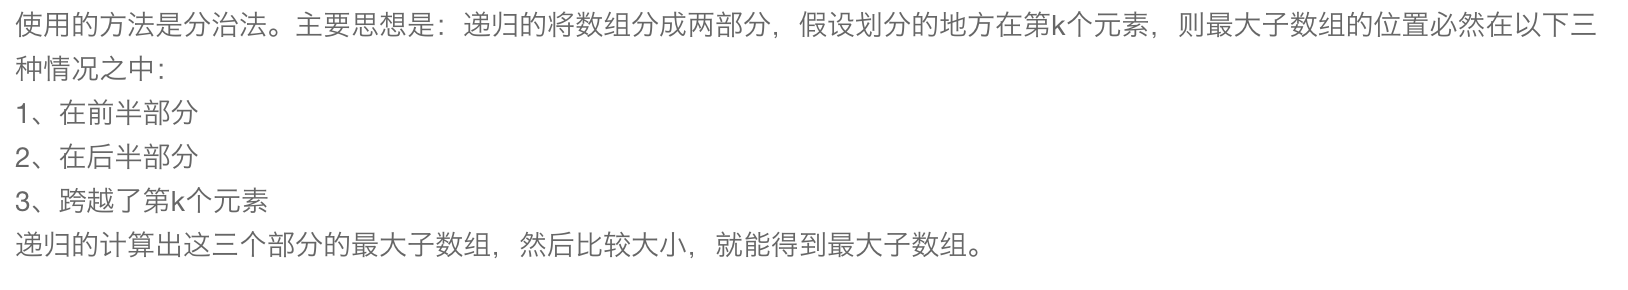 使用的方法是分治法。主要思想是：递归的将数组分成两部分，假设划分的地方在第k个元素，则最大子数组的位置必然在以下三
种情况之中：
1、在前半部分
2、在后半部分
3、跨越了第k个元素
递归的计算出这三个部分的最大子数组，然后比较大小，就能得到最大子数组。